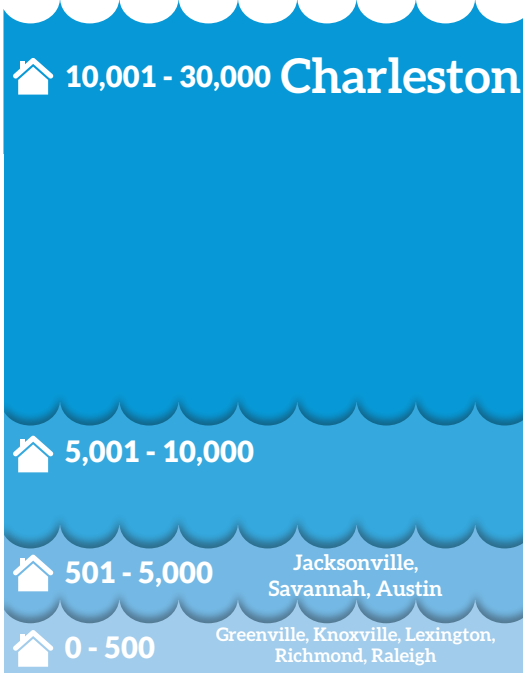 10,001 - 30,000 Charleston
5,001 - 10,000
501 - 5,000
Jacksonville,
Savannah, Austin
0 - 500
Greenville, Knoxville, Lexington,
Richmond, Raleigh